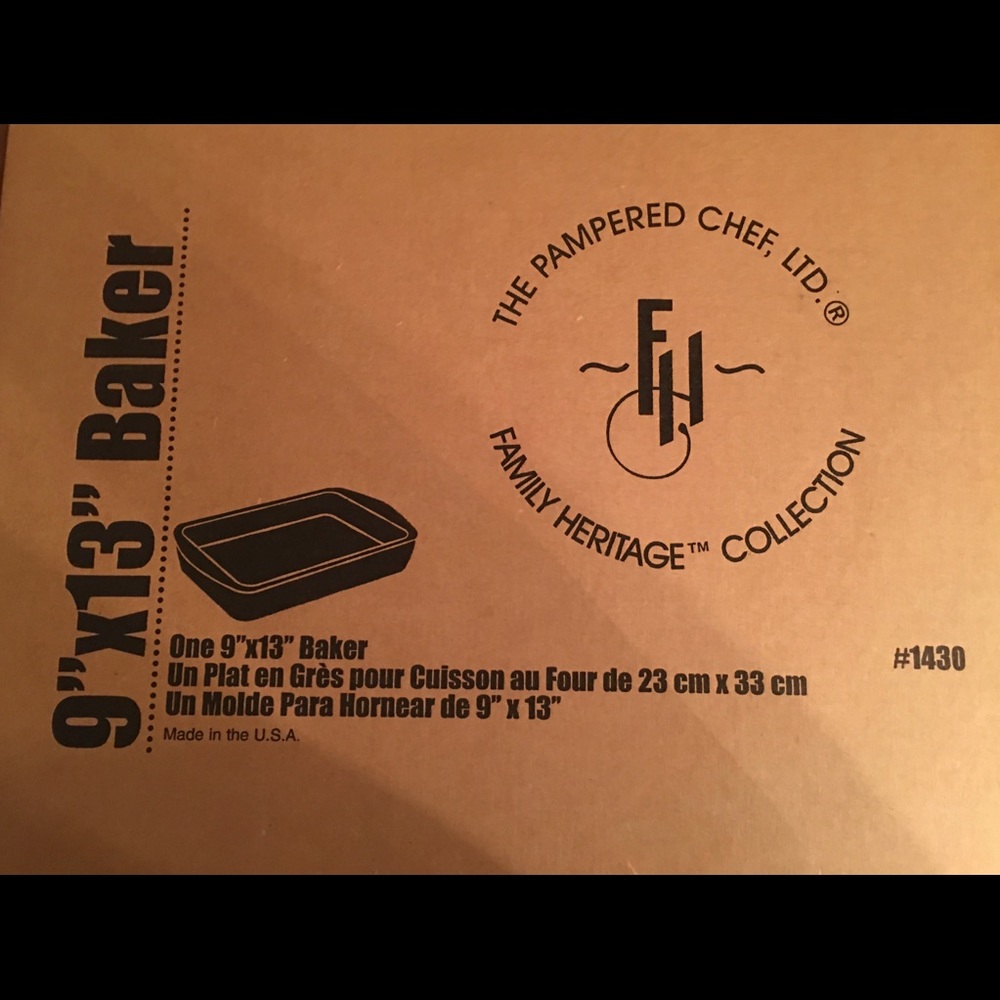 9"x13" Baker
THE PAMPERED CHEF, LTD.®
FH
FAMILY HERITAGE™ COLLECTION
One 9"x13" Baker
Un Plat en Grès pour Cuisson au Four de 23 cm x 33 cm
Un Molde Para Hornear de 9" x 13"
Made in the U.S.A.
#1430